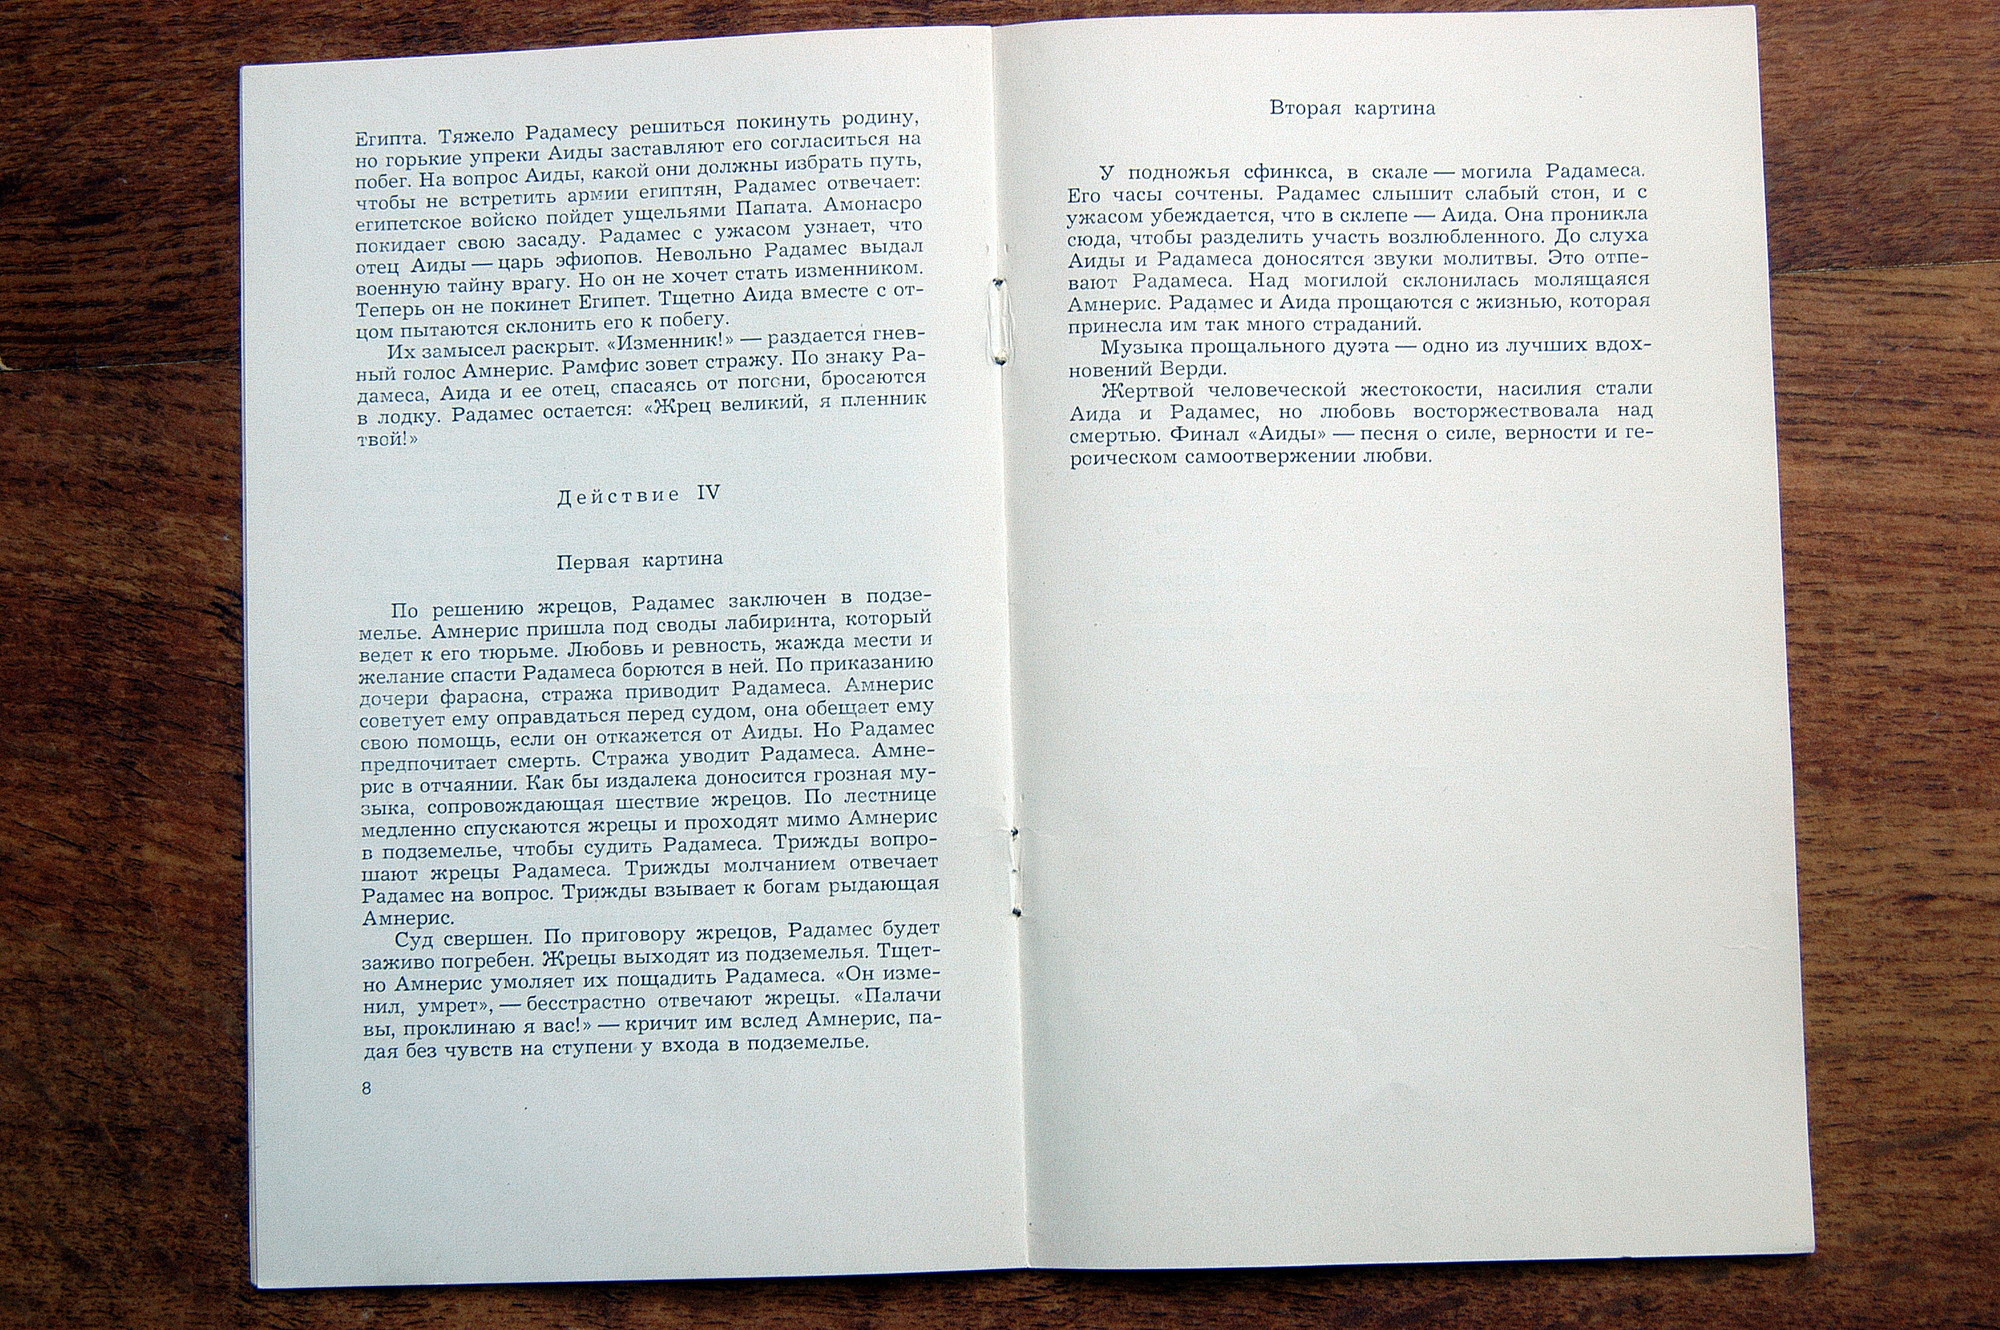 Египта. Тяжело Радамесу решиться покинуть родину,
но горькие упреки Аиды заставляют его согласиться на
побег. На вопрос Аиды, какой они должны избрать путь,
чтобы не встретить армии египтян, Радамес отвечает:
египетское войско пойдет ущельями Папата. Амонасро
покидает свою засаду. Радамес с ужасом узнает, что
отец Аиды — царь эфиопов. Невольно Радамес выдал
военную тайну врагу. Но он не хочет стать изменником.
Теперь он не покинет Египет. Тщетно Аида вместе с от-
цом пытаются склонить его к побегу.
Их замысел раскрыт. «Изменник!» — раздается гнев-
ный голос Амнерис. Рамфис зовет стражу. По знаку Ра-
дамеса, Аида и ее отец, спасаясь от погони, бросаются
в лодку. Радамес остается: «Жрец великий, я пленник
твой!»
Действие IV
Первая картина
По решению жрецов, Радамес заключен в подзе-
мелье. Амнерис пришла под своды лабиринта, который
ведет к его тюрьме. Любовь и ревность, жажда мести и
желание спасти Радамеса борются в ней. По приказанию
дочери фараона, стража приводит Радамеса. Амнерис
советует ему оправдаться перед судом, она обещает ему
свою помощь, если он откажется от Аиды. Но Радамес
предпочитает смерть. Стража уводит Радамеса. Амне-
рис в отчаянии. Как бы издалека доносится грозная му-
зыка, сопровождающая шествие жрецов. По лестнице
медленно спускаются жрецы и проходят мимо Амнерис
в подземелье, чтобы судить Радамеса. Трижды вопро-
шают жрецы Радамеса. Трижды молчанием отвечает
Радамес на вопрос. Трижды взывает к богам рыдающая
Амнерис.
Суд свершен. По приговору жрецов, Радамес будет
заживо погребен. Жрецы выходят из подземелья. Тщет-
но Амнерис умоляет их пощадить Радамеса. «Он изме-
нил, умрет», — бесстрастно отвечают жрецы. «Палачи
вы, проклинаю я вас!» — кричит им вслед Амнерис, па-
дая без чувств на ступени у входа в подземелье.
8
Вторая картина
У подножья сфинкса, в скале — могила Радамеса.
Его часы сочтены. Радамес слышит слабый стон, и с
ужасом убеждается, что в склепе — Аида. Она проникла
сюда, чтобы разделить участь возлюбленного. До слуха
Аиды и Радамеса доносятся звуки молитвы. Это отпе-
вают Радамеса. Над могилой склонилась молящаяся
Амнерис. Радамес и Аида прощаются с жизнью, которая
принесла им так много страданий.
Музыка прощального дуэта — одно из лучших вдох-
новений Верди.
Жертвой человеческой жестокости, насилия стали
Аида и Радамес, но любовь восторжествовала над
смертью. Финал «Аиды» — песня о силе, верности и ге-
роическом самоотвержении любви.